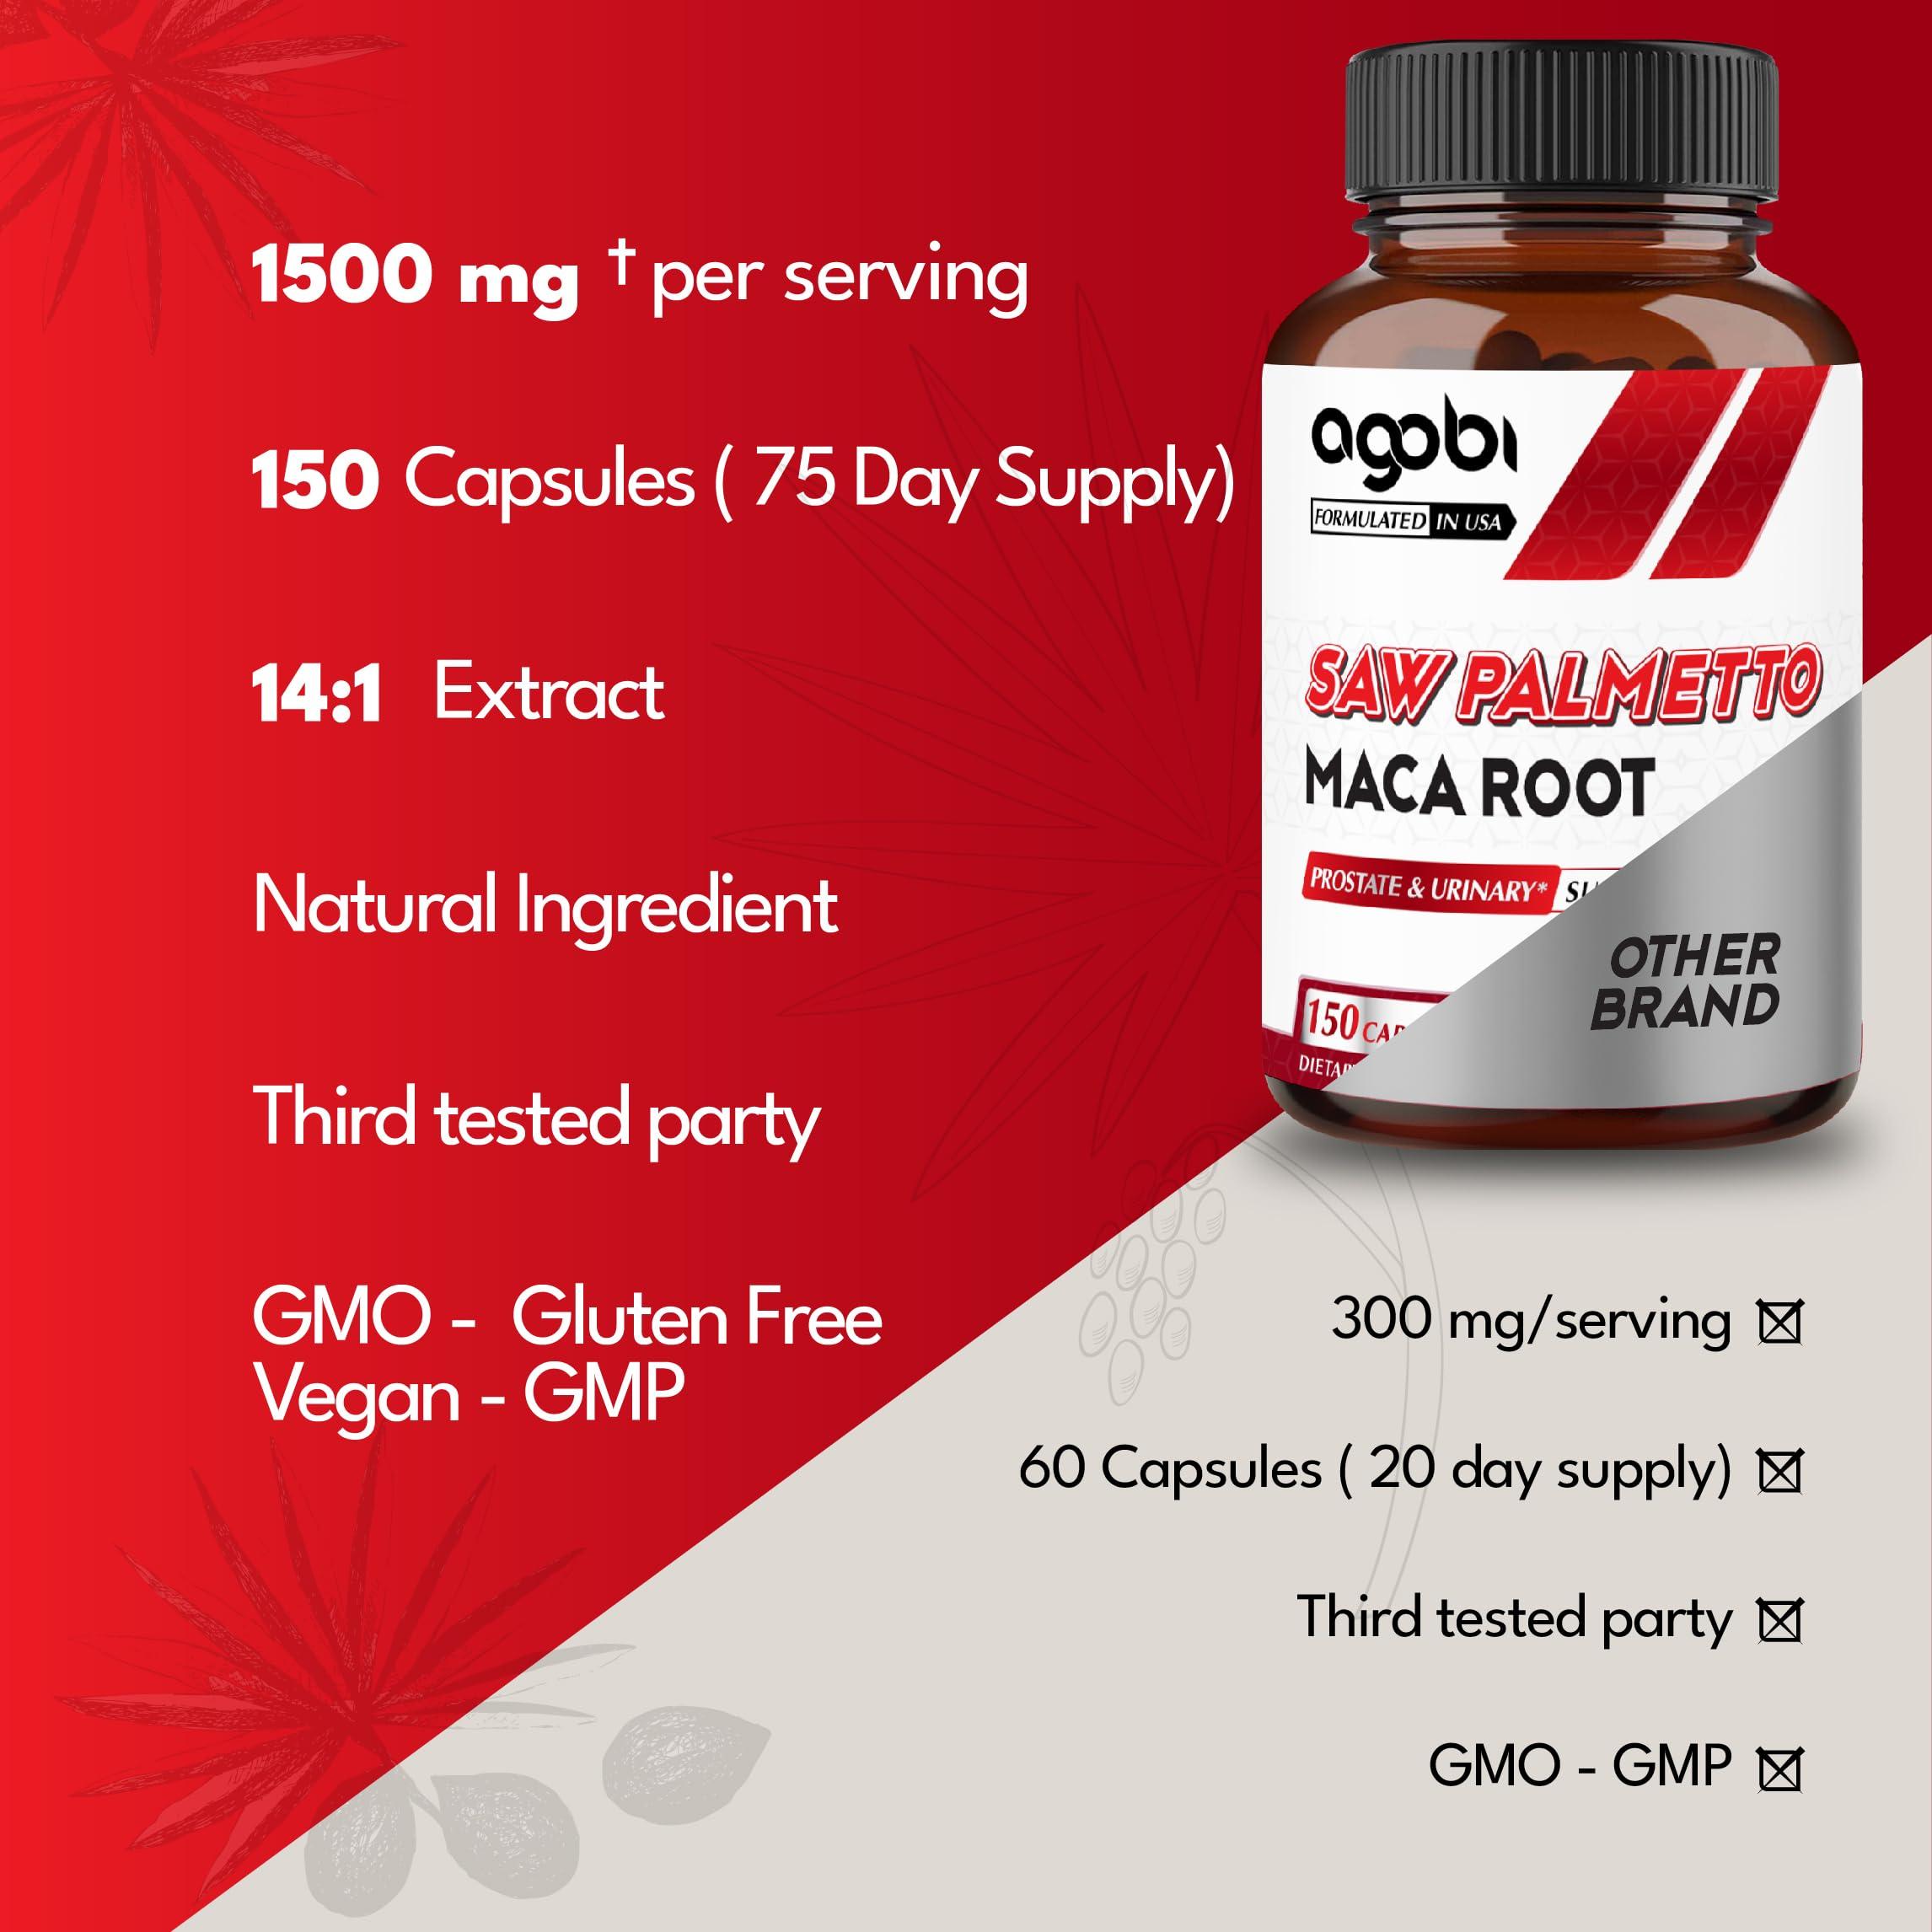 1500 mg † per serving
150 Capsules ( 75 Day Supply)
14:1 Extract
Natural Ingredient
Third tested party
GMO - Gluten Free
Vegan - GMP
agobi
FORMULATED IN USA
SAW PALMETTO
MACA ROOT
PROSTATE & URINARY*
150
OTHER
BRAND
300 mg/serving
60 Capsules ( 20 day supply)
Third tested party
GMO - GMP